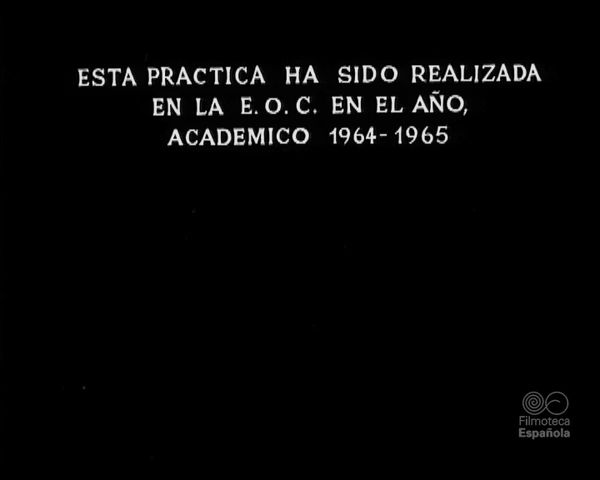 ESTA PRACTICA HA SIDO REALIZADA
EN LA E.O.C. EN EL AÑO,
ACADEMICO 1964-1965
Filmoteca
Española